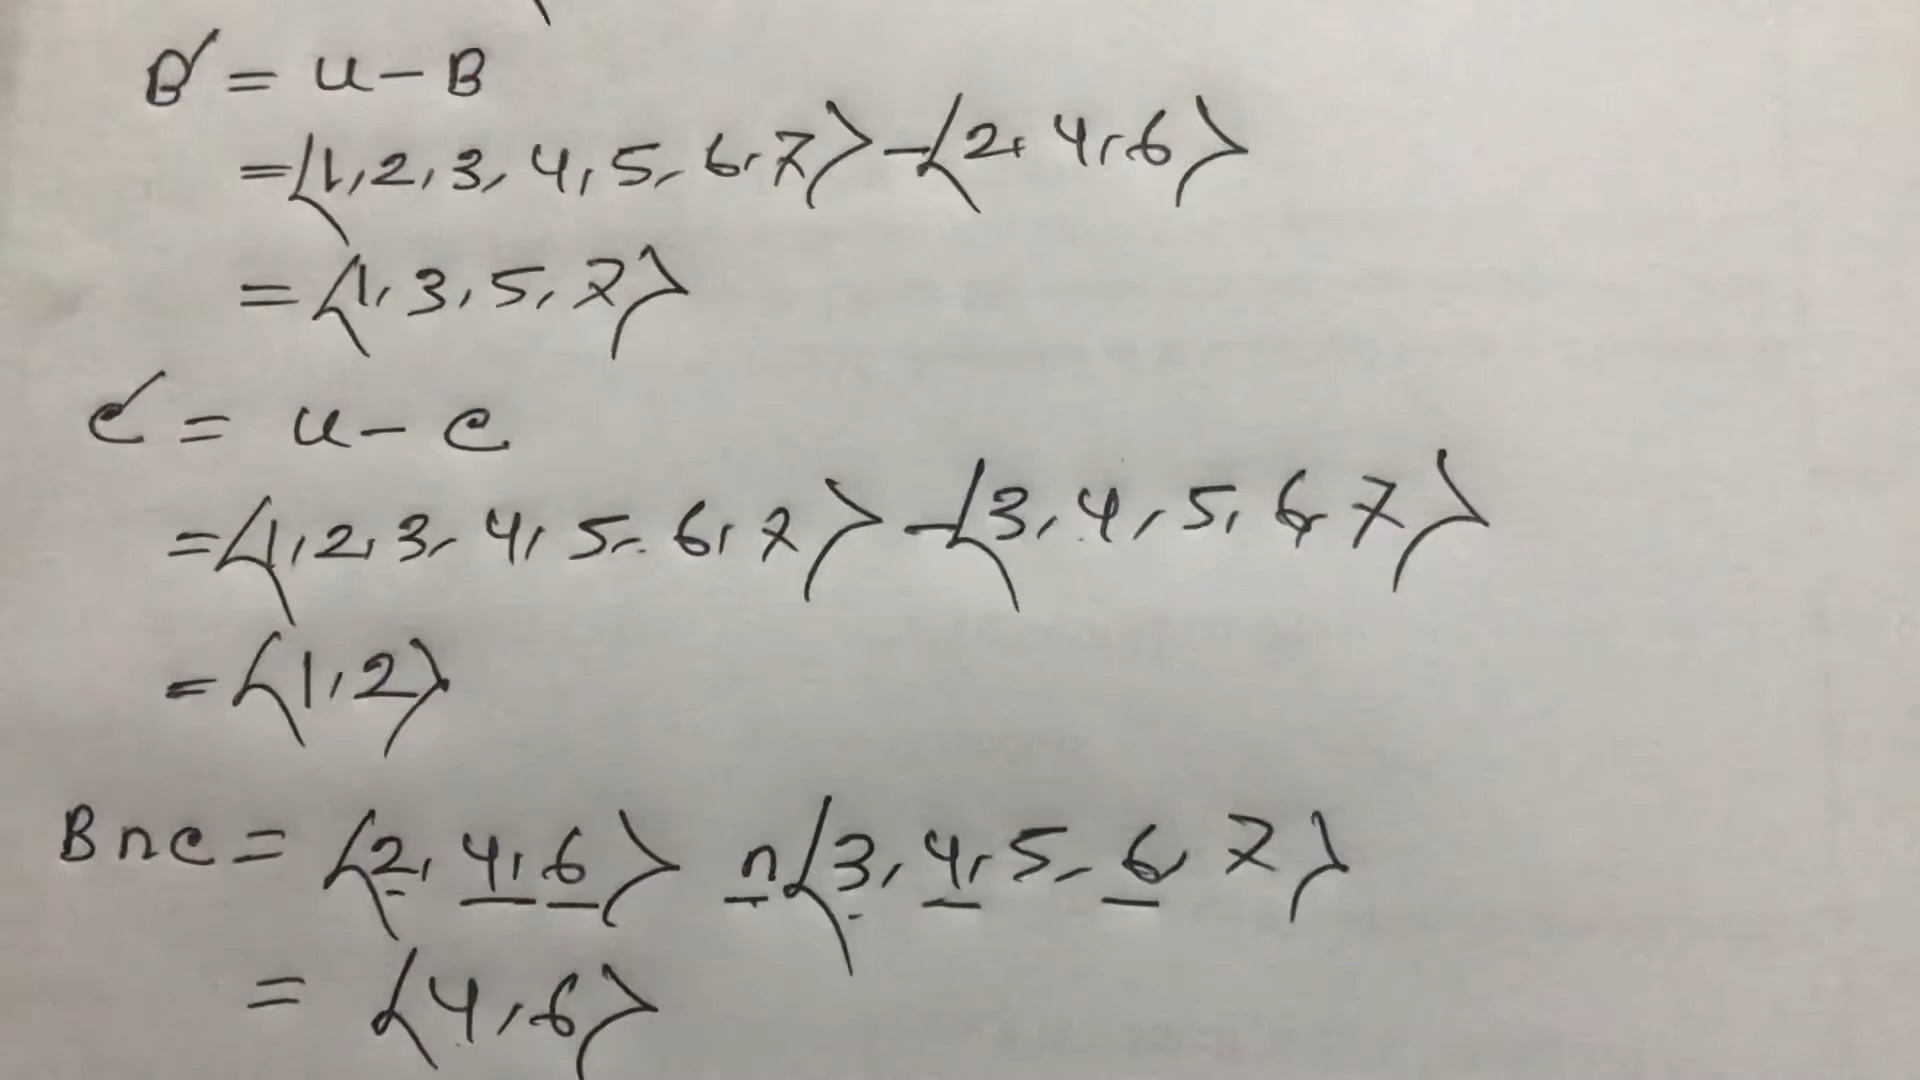 B′ = u − B
= {1, 2, 3, 4, 5, 6, 7} − {2, 4, 6}
= {1, 3, 5, 7}
c′ = u − c
= {1, 2, 3, 4, 5, 6, 7} − {3, 4, 5, 6, 7}
= {1, 2}
B ∩ c = {2, 4, 6} ∩ {3, 4, 5, 6, 7}
= {4, 6}